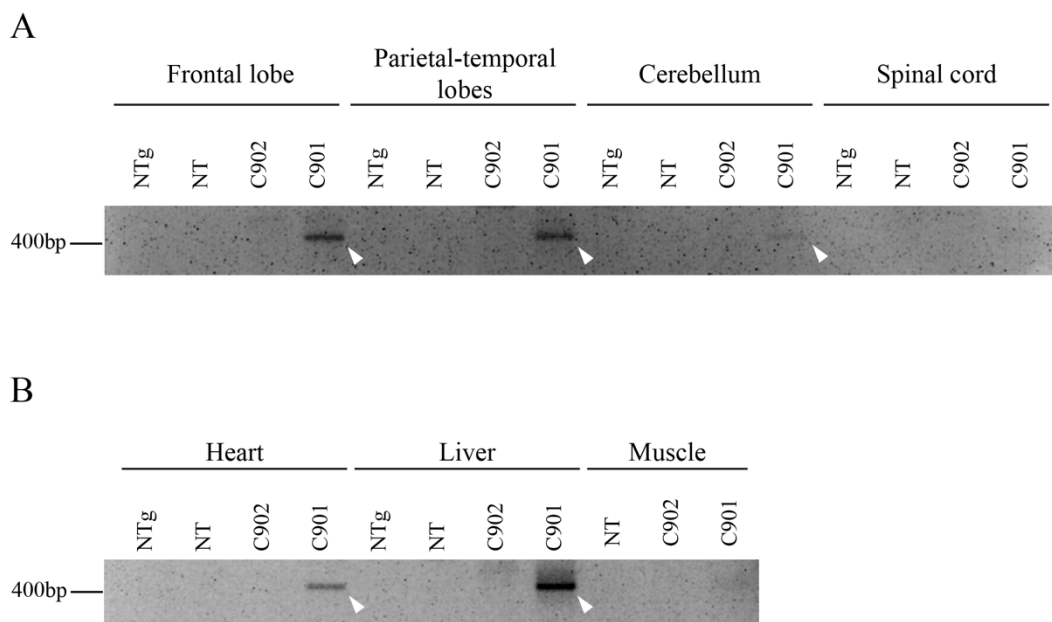 A
Frontal lobe
Parietal-temporal
lobes
Cerebellum
Spinal cord
NTg NT C902 C901 NTg NT C902 C901 NTg NT C902 C901 NTg NT C902 C901
400bp
B
Heart Liver Muscle
NTg NT C902 C901 NTg NT C902 C901 NT C902 C901
400bp